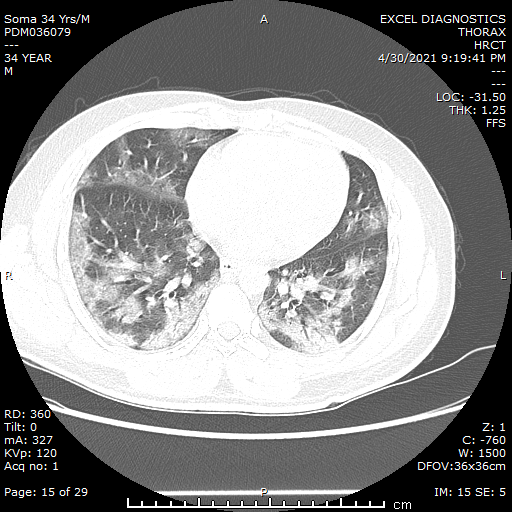 Soma 34 Yrs/M
PDM036079
---
34 YEAR
M
A
EXCEL DIAGNOSTICS
THORAX
HRCT
4/30/2021 9:19:41 PM
---
---
LOC: -31.50
THK: 1.25
FFS
R
L
RD: 360
Tilt: 0
mA: 327
KVp: 120
Acq no: 1
Page: 15 of 29
P
cm
Z: 1
C: -760
W: 1500
DFOV:36x36cm
IM: 15 SE: 5